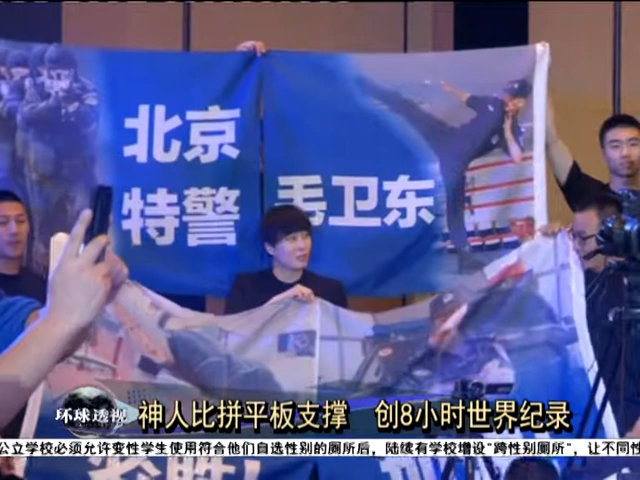 北京
特警
毛卫东
环球透视
神人比拼平板支撑 创8小时世界纪录
公立学校必须允许变性学生使用符合他们自选性别的厕所后，陆续有学校增设"跨性别厕所"，让不同性
必胜！